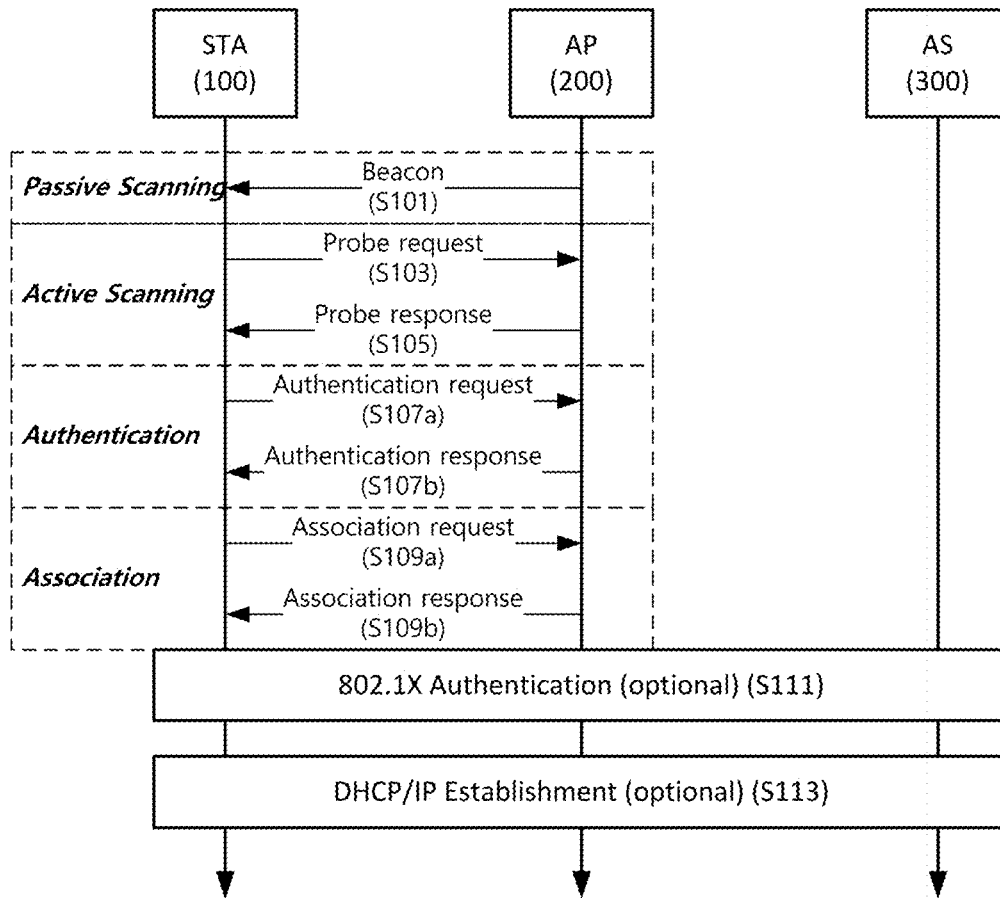 STA
(100)
AP
(200)
AS
(300)
Passive Scanning
Beacon
(S101)
Active Scanning
Probe request
(S103)
Probe response
(S105)
Authentication
Authentication request
(S107a)
Authentication response
(S107b)
Association
Association request
(S109a)
Association response
(S109b)
802.1X Authentication (optional) (S111)
DHCP/IP Establishment (optional) (S113)